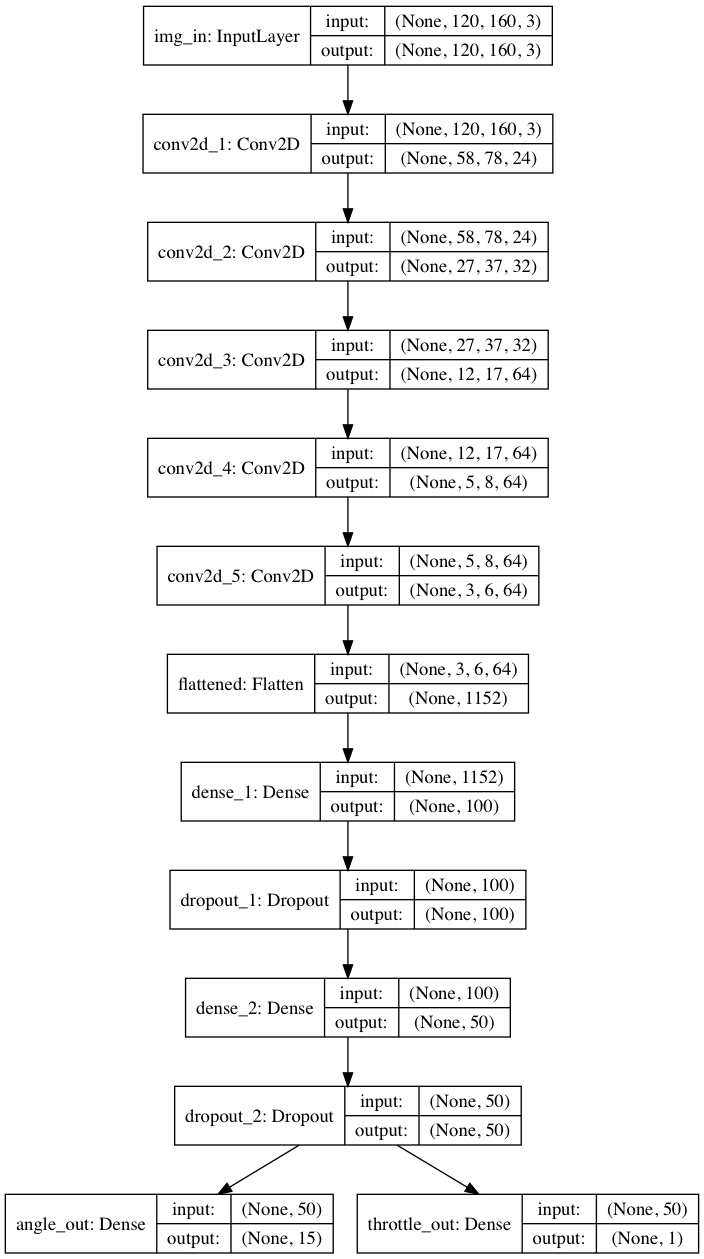 img_in: InputLayer
input: (None, 120, 160, 3)
output: (None, 120, 160, 3)
conv2d_1: Conv2D
input: (None, 120, 160, 3)
output: (None, 58, 78, 24)
conv2d_2: Conv2D
input: (None, 58, 78, 24)
output: (None, 27, 37, 32)
conv2d_3: Conv2D
input: (None, 27, 37, 32)
output: (None, 12, 17, 64)
conv2d_4: Conv2D
input: (None, 12, 17, 64)
output: (None, 5, 8, 64)
conv2d_5: Conv2D
input: (None, 5, 8, 64)
output: (None, 3, 6, 64)
flattened: Flatten
input: (None, 3, 6, 64)
output: (None, 1152)
dense_1: Dense
input: (None, 1152)
output: (None, 100)
dropout_1: Dropout
input: (None, 100)
output: (None, 100)
dense_2: Dense
input: (None, 100)
output: (None, 50)
dropout_2: Dropout
input: (None, 50)
output: (None, 50)
angle_out: Dense
input: (None, 50)
output: (None, 15)
throttle_out: Dense
input: (None, 50)
output: (None, 1)